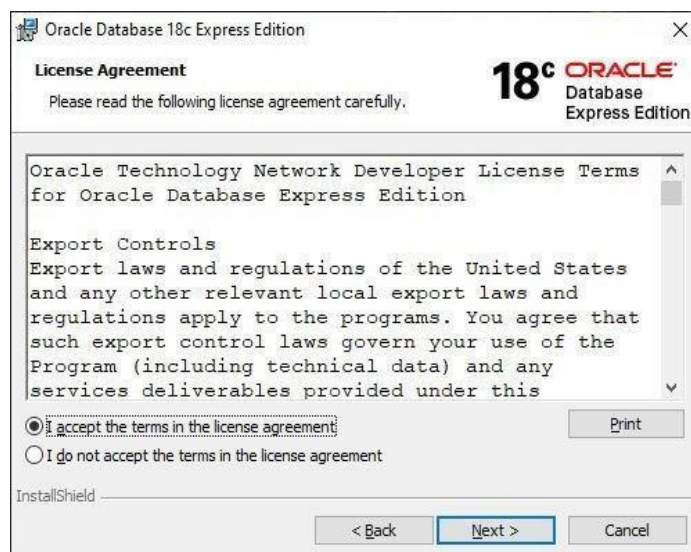 Oracle Database 18c Express Edition
License Agreement
Please read the following license agreement carefully.
18c ORACLE
Database
Express Edition
Oracle Technology Network Developer License Terms
for Oracle Database Express Edition
Export Controls
Export laws and regulations of the United States
and any other relevant local export laws and
regulations apply to the programs. You agree that
such export control laws govern your use of the
Program (including technical data) and any
services deliverables provided under this
I accept the terms in the license agreement
Print
I do not accept the terms in the license agreement
InstallShield
< Back
Next >
Cancel